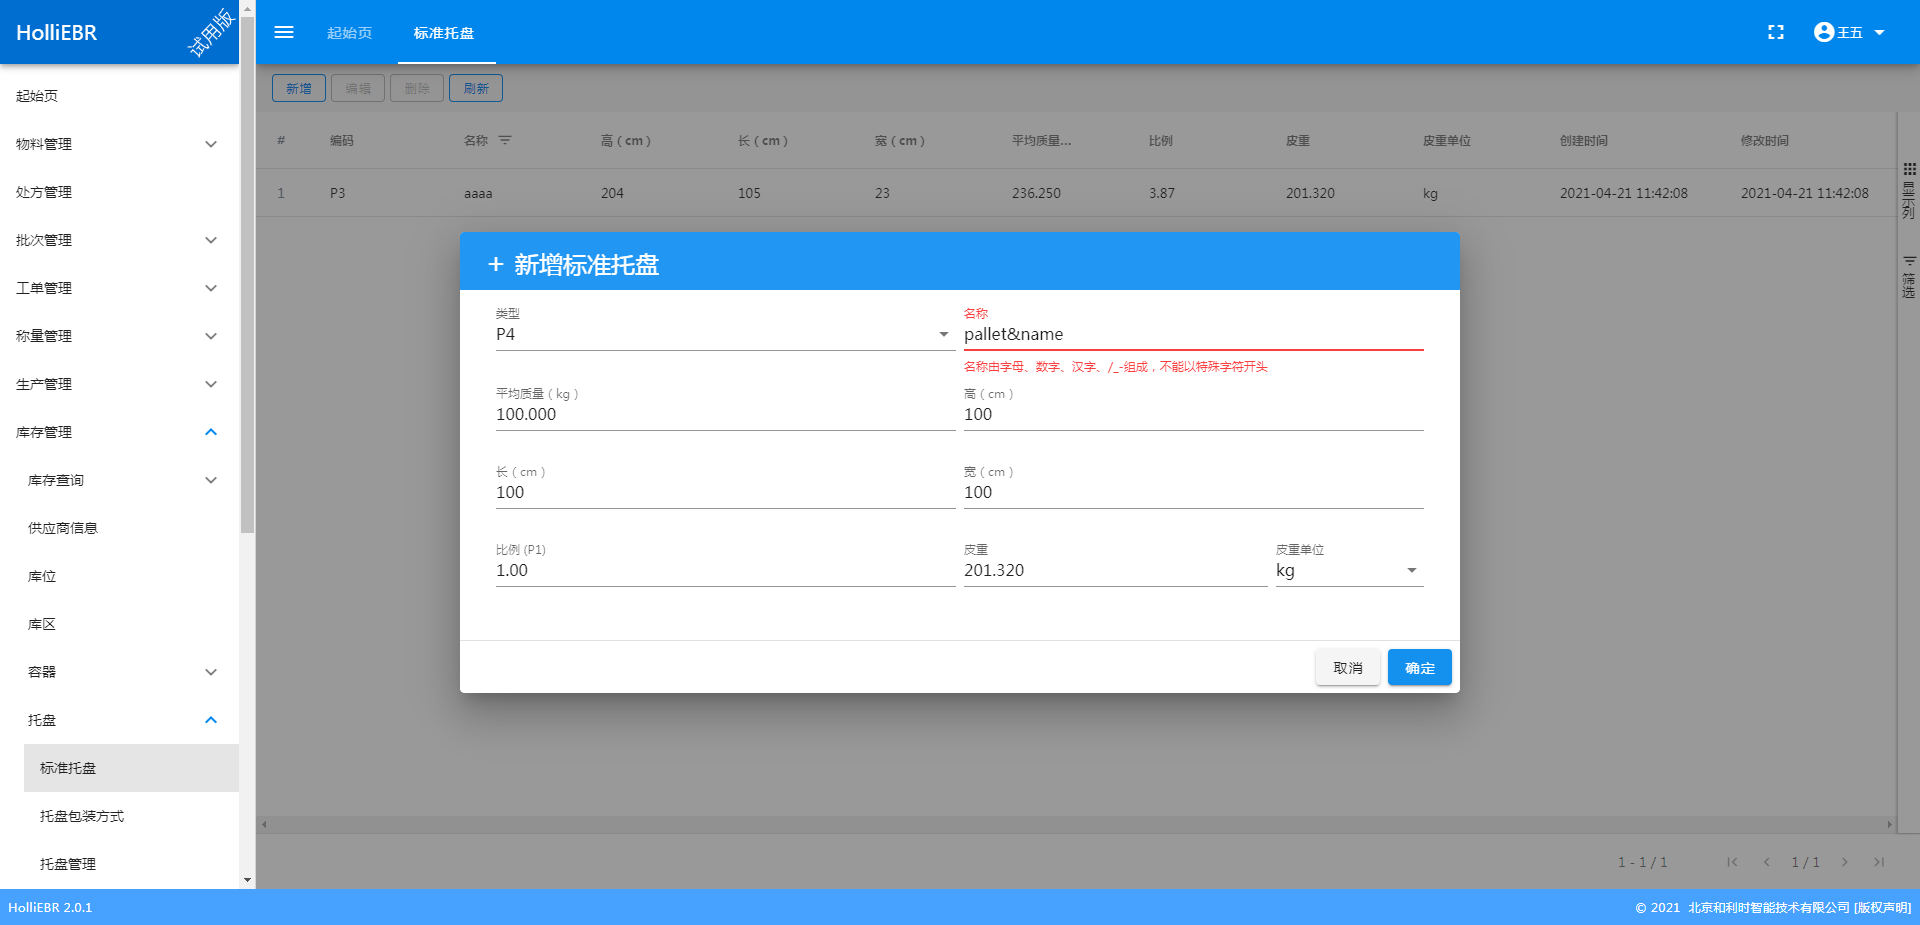 HolliEBR
试用版
起始页
标准托盘
王五
起始页
物料管理
处方管理
批次管理
工单管理
称量管理
生产管理
库存管理
库存查询
供应商信息
库位
库区
容器
托盘
标准托盘
托盘包装方式
托盘管理
新增 编辑 删除 刷新
# 编码 名称 高（cm） 长（cm） 宽（cm） 平均质量... 比例 皮重 皮重单位 创建时间 修改时间
1 P3 aaaa 204 105 23 236.250 3.87 201.320 kg 2021-04-21 11:42:08 2021-04-21 11:42:08
显示列
筛选
+ 新增标准托盘
类型
P4
名称
pallet&name
名称由字母、数字、汉字、/_-组成，不能以特殊字符开头
平均质量（kg）
100.000
高（cm）
100
长（cm）
100
宽（cm）
100
比例 (P1)
1.00
皮重
201.320
皮重单位
kg
取消
确定
1 - 1 / 1
1 / 1
HolliEBR 2.0.1
© 2021 北京和利时智能技术有限公司 [版权声明]